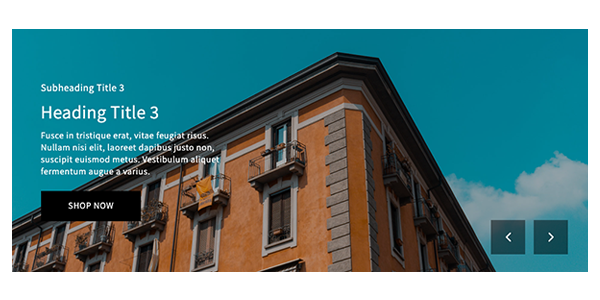 Subheading Title 3
Heading Title 3
Fusce in tristique erat, vitae feugiat risus.
Nullam nisi elit, laoreet dapibus justo non,
suscipit euismod metus. Vestibulum aliquet
fermentum augue a varius.
SHOP NOW